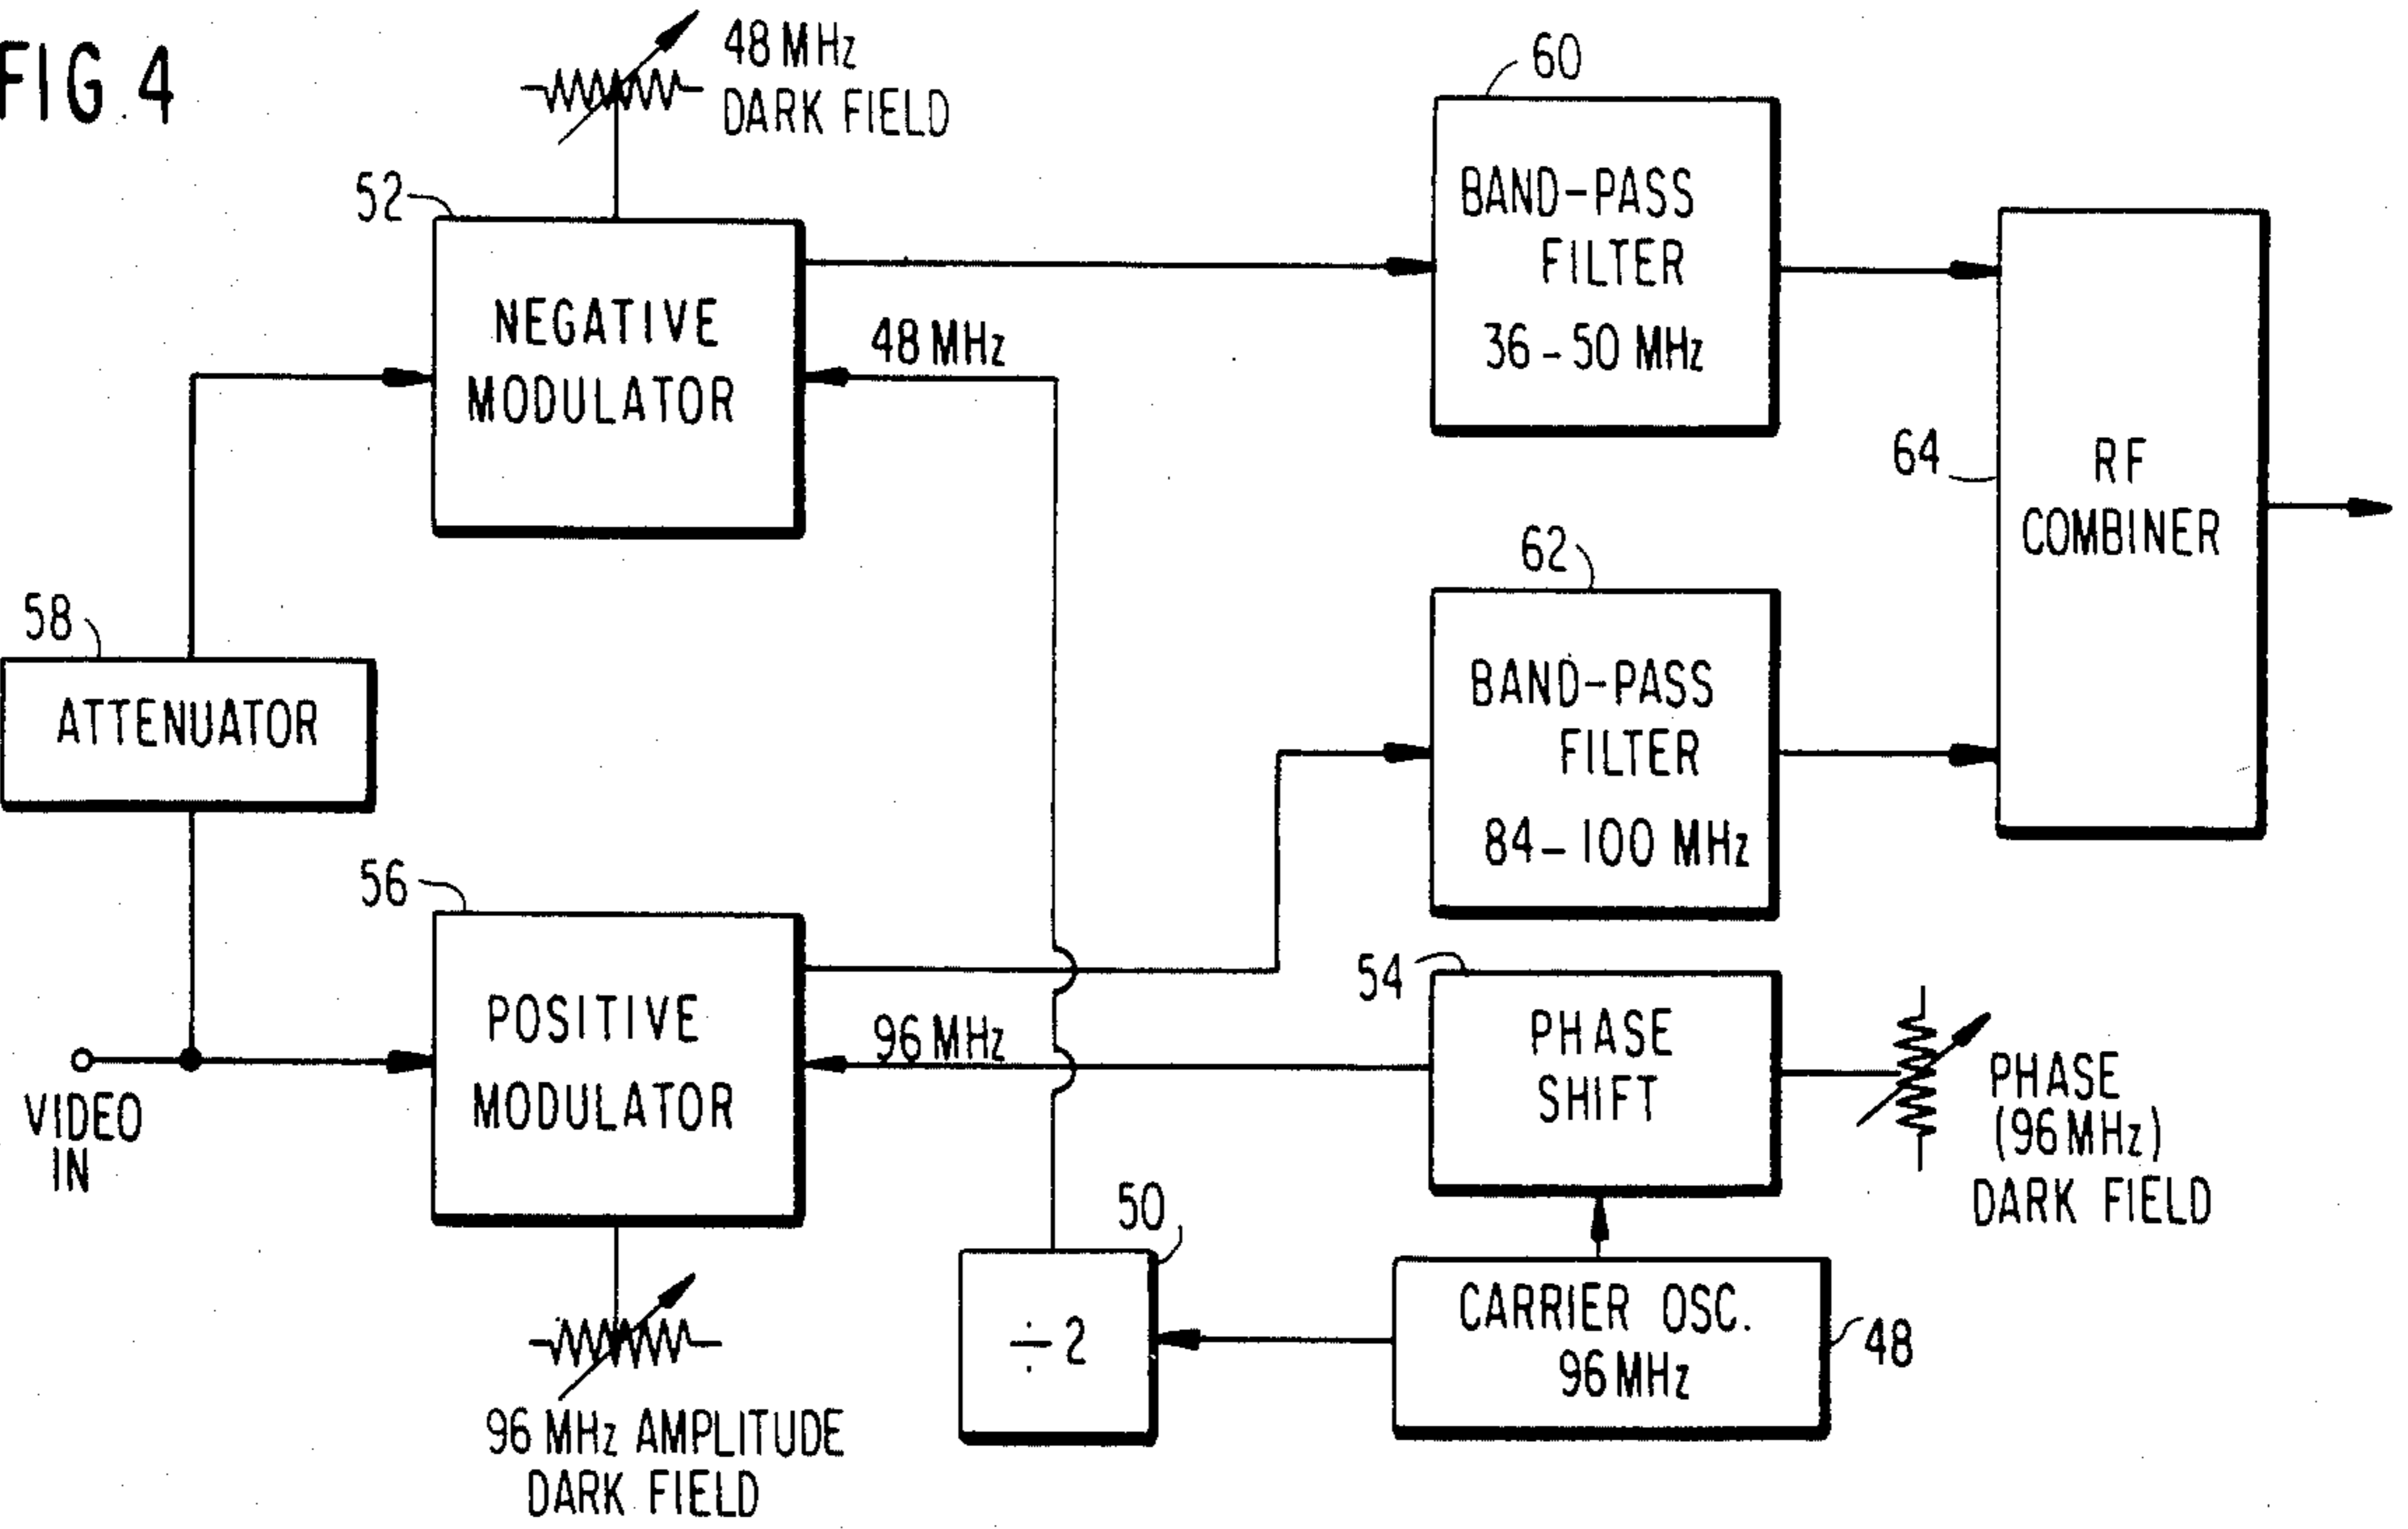 FIG. 4
48 MHz
DARK FIELD
60
52
BAND-PASS
FILTER
36-50 MHz
NEGATIVE
MODULATOR
48 MHz
64
RF
COMBINER
62
58
ATTENUATOR
BAND-PASS
FILTER
84-100 MHz
56
54
POSITIVE
MODULATOR
96 MHz
PHASE
SHIFT
PHASE
(96 MHz)
DARK FIELD
VIDEO
IN
50
÷2
CARRIER OSC.
96 MHz
48
96 MHz AMPLITUDE
DARK FIELD